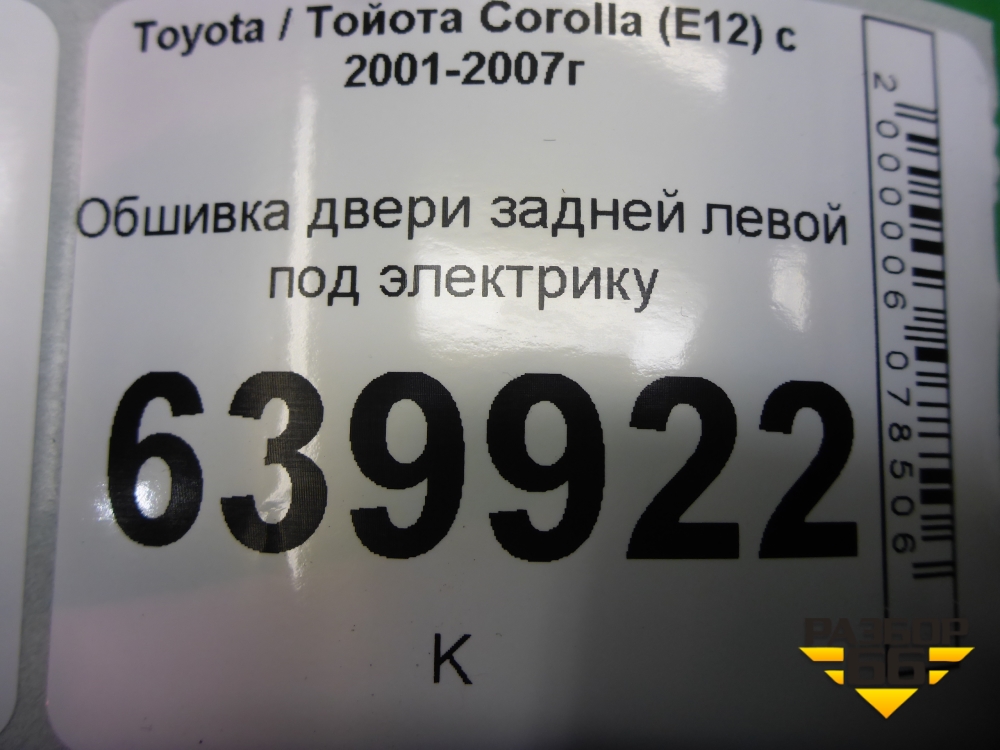 Toyota / Тойота Corolla (E12) с
2001-2007г
Обшивка двери задней левой
под электрику
639922
К
2000006078506
РАЗБОР
66